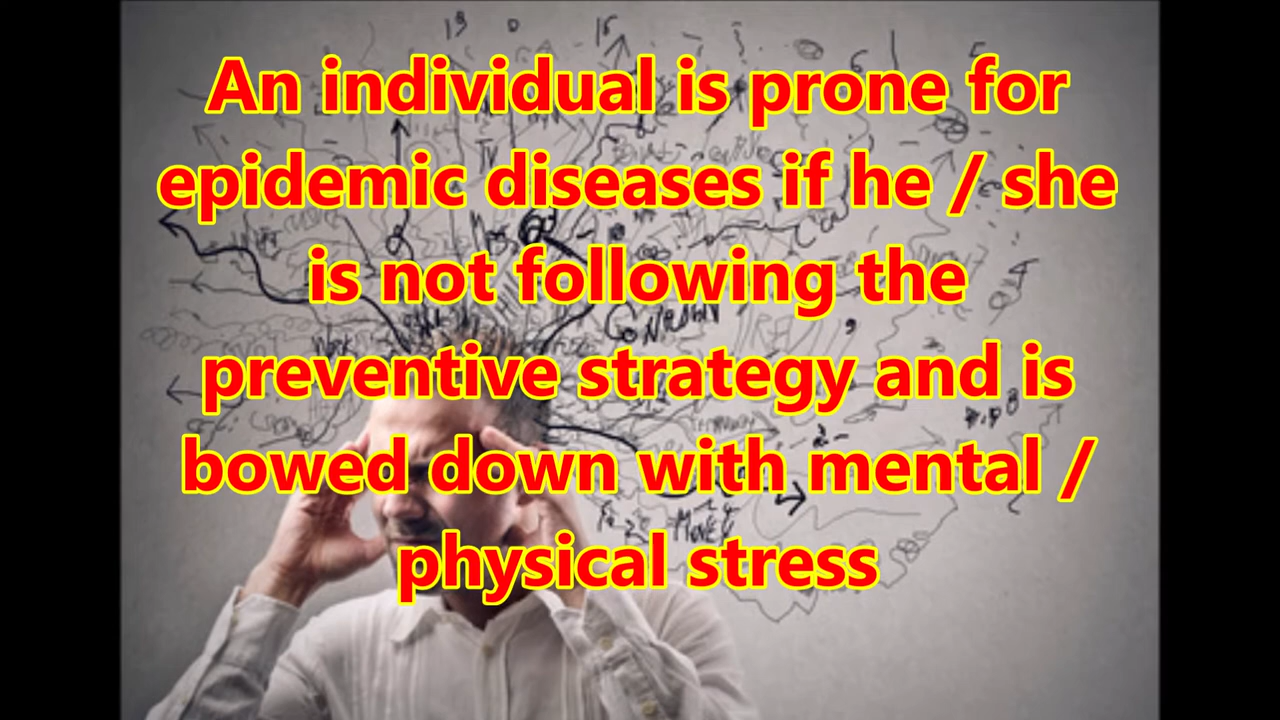 An individual is prone for
epidemic diseases if he / she
is not following the
preventive strategy and is
bowed down with mental /
physical stress